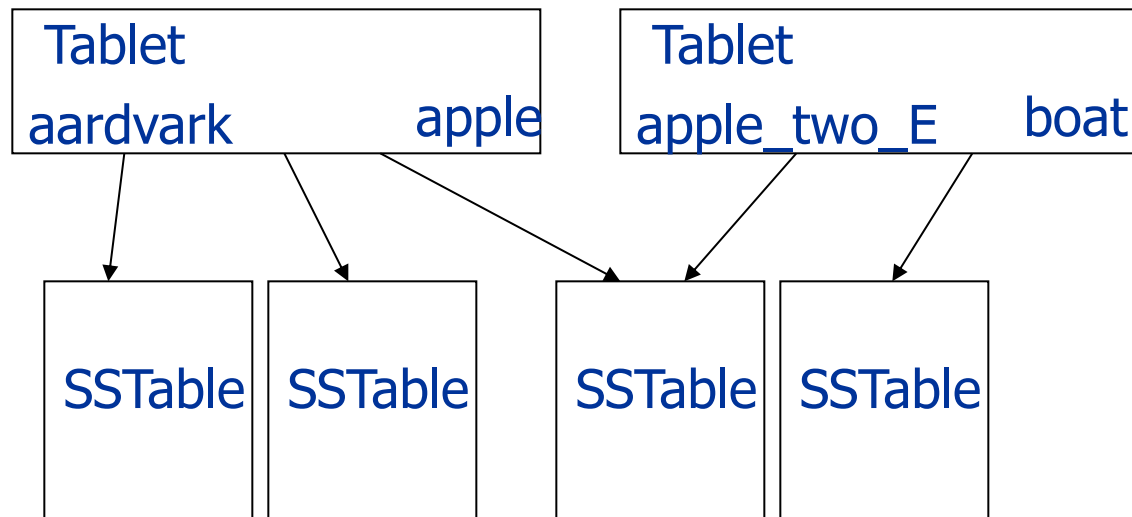 Tablet
aardvark apple
Tablet
apple_two_E boat
SSTable
SSTable
SSTable
SSTable